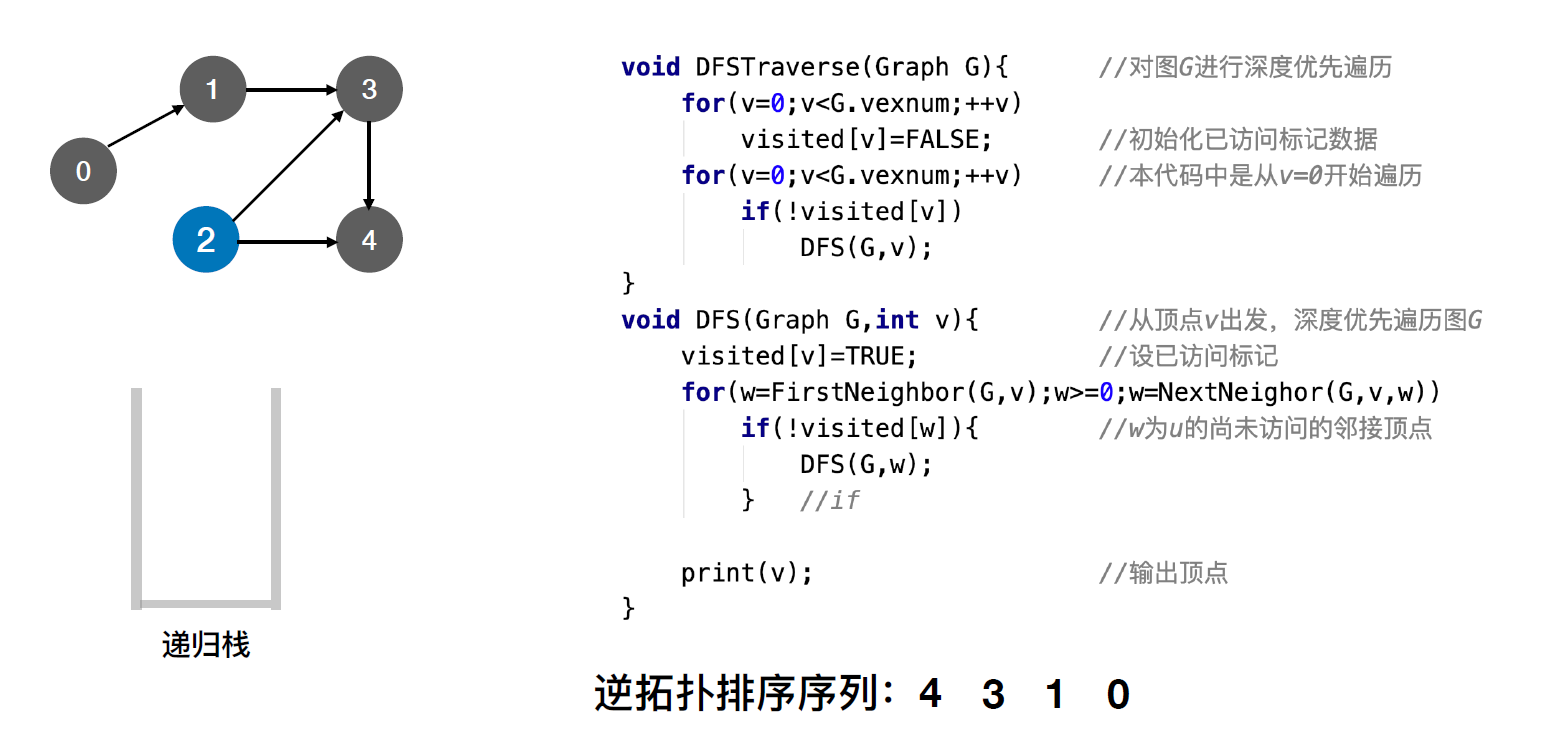 1
3
0
2
4
递归栈
void DFSTraverse(Graph G){ //对图G进行深度优先遍历
for(v=0;v<G.vexnum;++v)
visited[v]=FALSE; //初始化已访问标记数据
for(v=0;v<G.vexnum;++v) //本代码中是从v=0开始遍历
if(!visited[v])
DFS(G,v);
}
void DFS(Graph G,int v){ //从顶点v出发，深度优先遍历图G
visited[v]=TRUE; //设已访问标记
for(w=FirstNeighbor(G,v);w>=0;w=NextNeighor(G,v,w))
if(!visited[w]){ //w为u的尚未访问的邻接顶点
DFS(G,w);
} //if
print(v); //输出顶点
}
逆拓扑排序序列：4 3 1 0